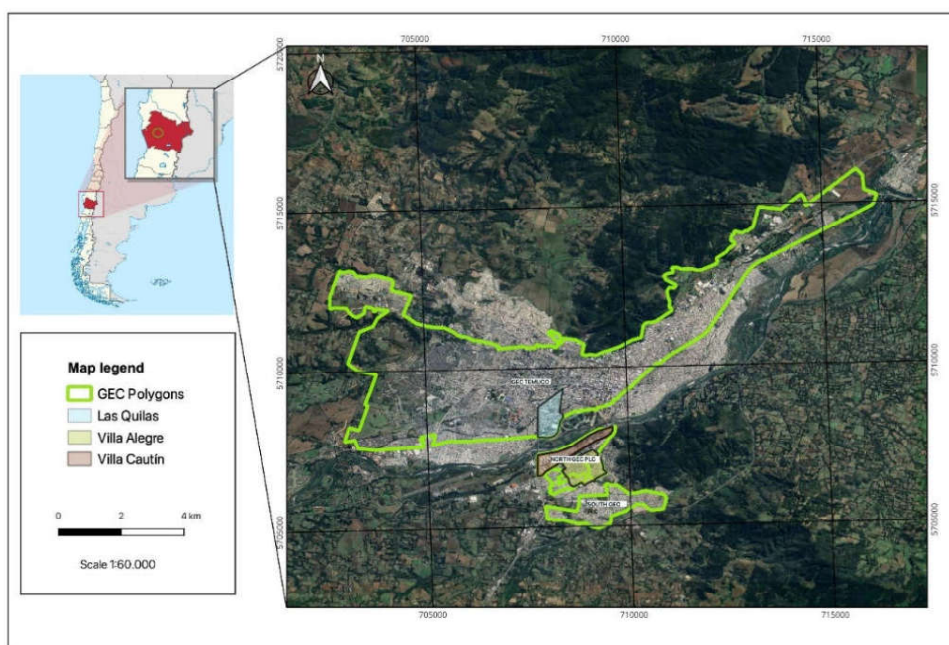 705000
710000
715000
5720000
N
5715000
5715000
5710000
5710000
GEC TEMUCO
NORTH GEC PLC
SOUTH GEC
5705000
5705000
705000
710000
715000
Map legend
GEC Polygons
Las Quilas
Villa Alegre
Villa Cautín
0 2 4 km
Scale 1:60.000